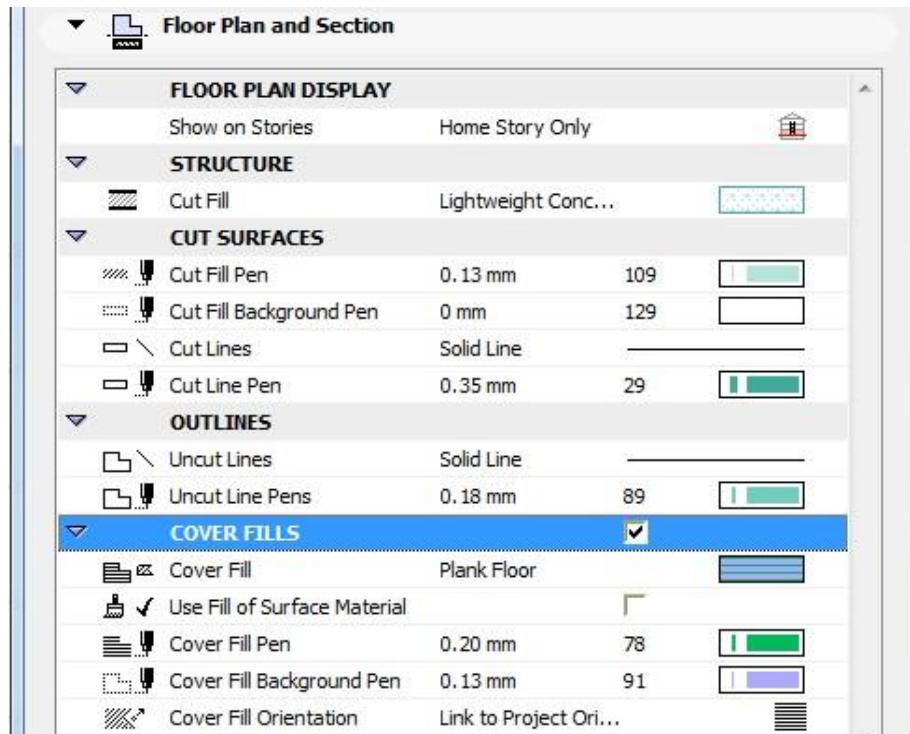 Floor Plan and Section
FLOOR PLAN DISPLAY
Show on Stories Home Story Only
STRUCTURE
Cut Fill Lightweight Conc...
CUT SURFACES
Cut Fill Pen 0.13 mm 109
Cut Fill Background Pen 0 mm 129
Cut Lines Solid Line
Cut Line Pen 0.35 mm 29
OUTLINES
Uncut Lines Solid Line
Uncut Line Pens 0.18 mm 89
COVER FILLS
Cover Fill Plank Floor
Use Fill of Surface Material
Cover Fill Pen 0.20 mm 78
Cover Fill Background Pen 0.13 mm 91
Cover Fill Orientation Link to Project Ori...